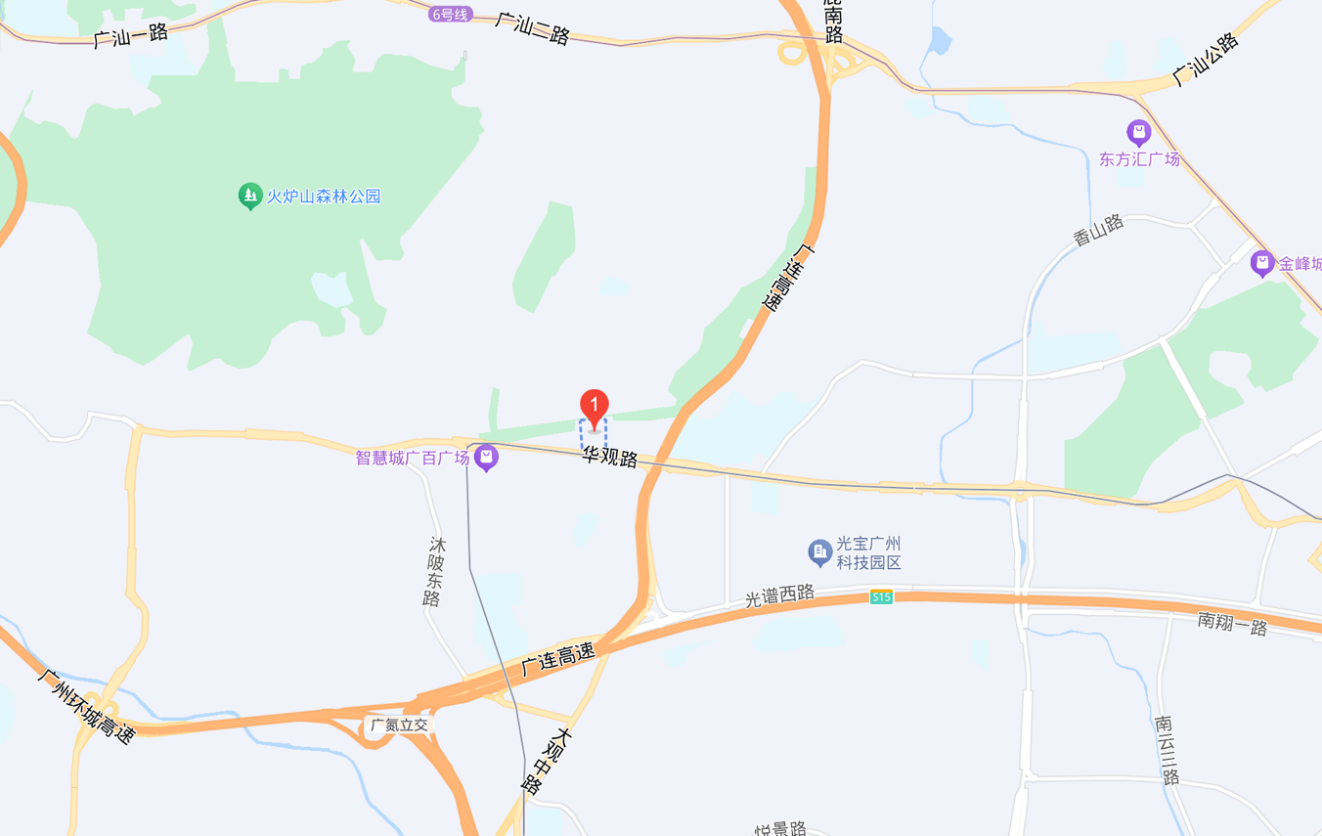 6号线
广汕一路
广汕二路
鹿南路
广汕公路
东方汇广场
火炉山森林公园
香山路
金峰城
广连高速
1
华观路
智慧城广百广场
沐陂东路
光宝广州
科技园区
光谱西路
S15
南翔一路
广连高速
广州环城高速
广氮立交
大观中路
南云三路
悦景路